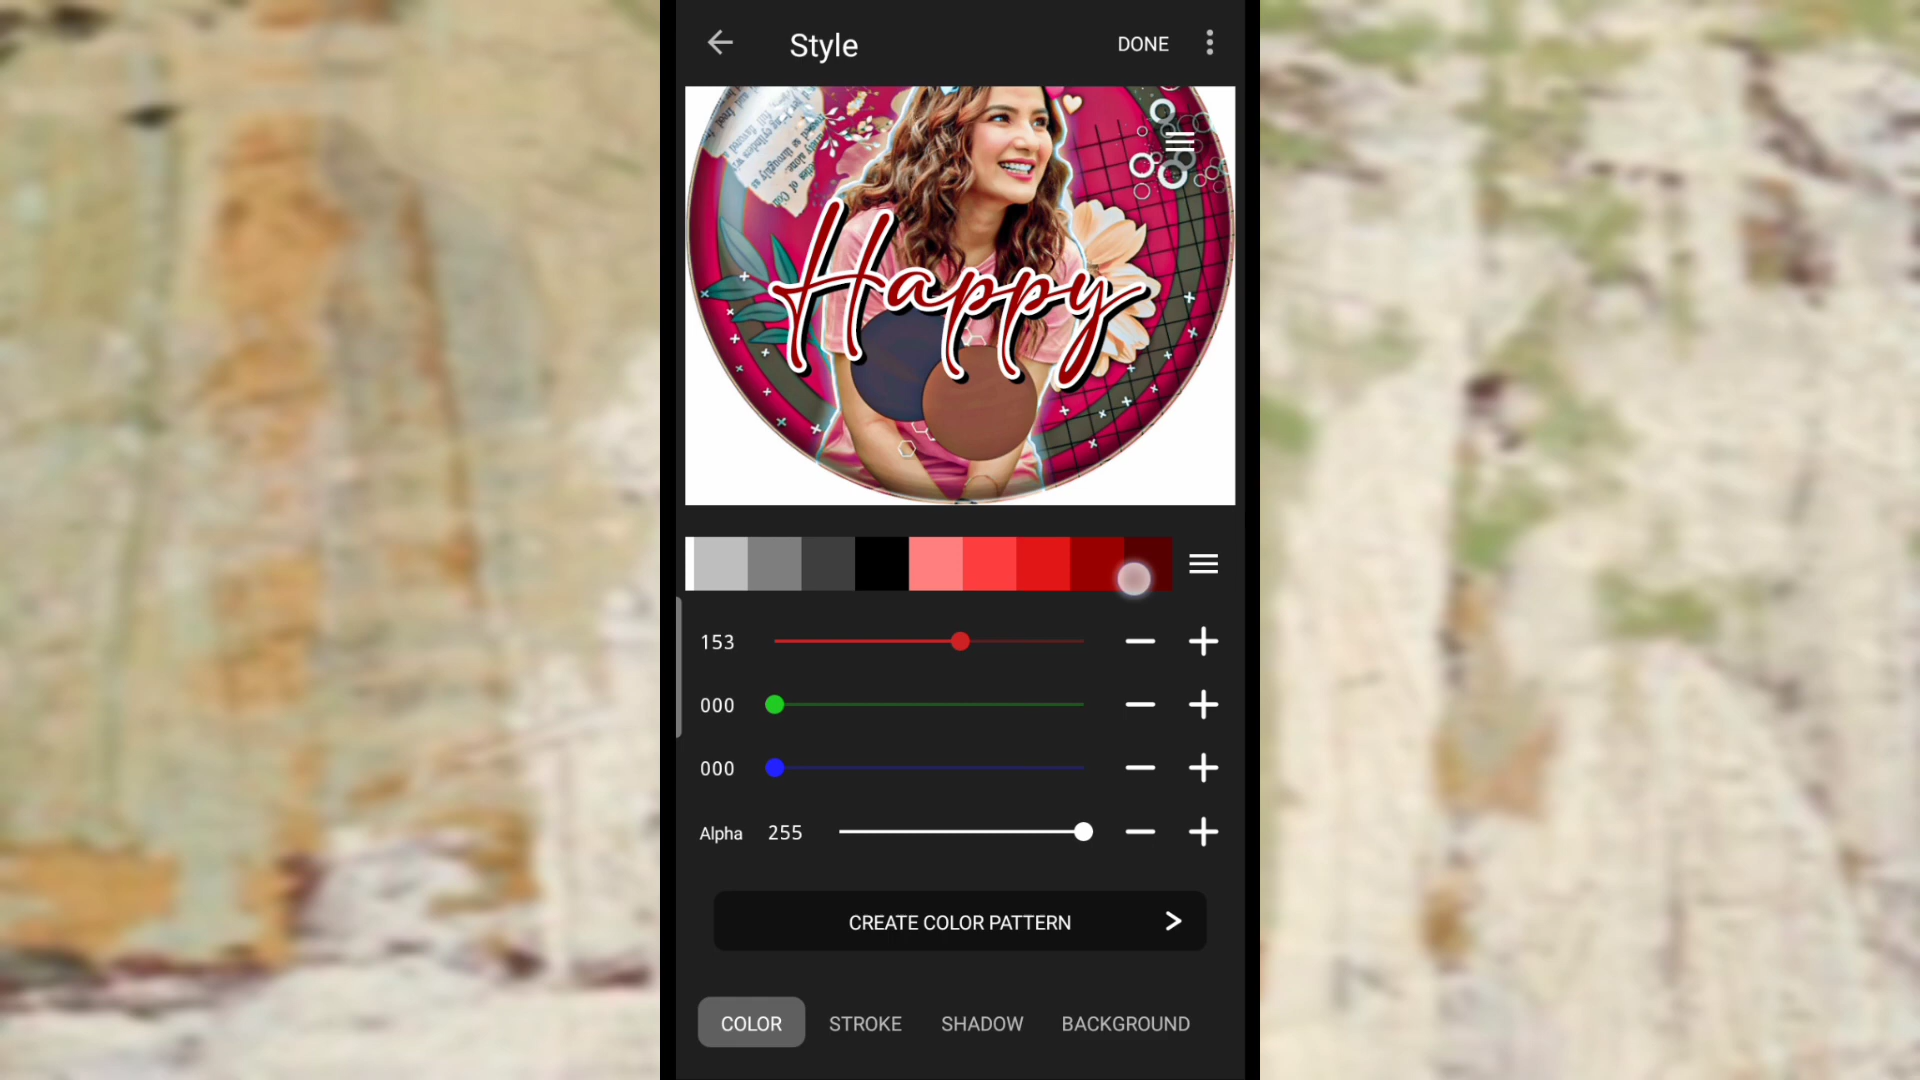 Style
DONE
Happy
153
000
000
Alpha 255
CREATE COLOR PATTERN
COLOR STROKE SHADOW BACKGROUND